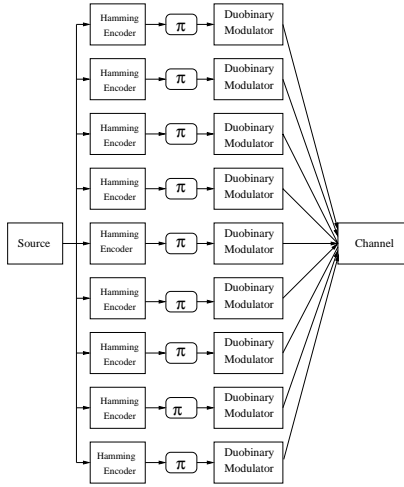 Hamming
Encoder
π
Duobinary
Modulator
Hamming
Encoder
π
Duobinary
Modulator
Hamming
Encoder
π
Duobinary
Modulator
Hamming
Encoder
π
Duobinary
Modulator
Source
Hamming
Encoder
π
Duobinary
Modulator
Channel
Hamming
Encoder
π
Duobinary
Modulator
Hamming
Encoder
π
Duobinary
Modulator
Hamming
Encoder
π
Duobinary
Modulator
Hamming
Encoder
π
Duobinary
Modulator